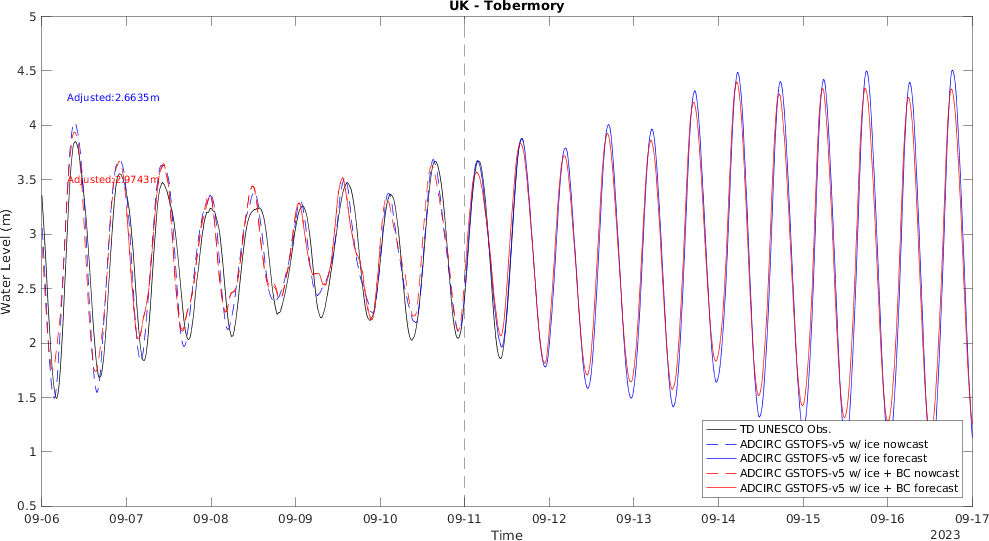 UK - Tobermory
5
4.5
4
3.5
3
2.5
2
1.5
1
0.5
Water Level (m)
Adjusted:2.6635m
Adjusted:2.9743m
TD UNESCO Obs.
ADCIRC GSTOFS-v5 w/ ice nowcast
ADCIRC GSTOFS-v5 w/ ice forecast
ADCIRC GSTOFS-v5 w/ ice + BC nowcast
ADCIRC GSTOFS-v5 w/ ice + BC forecast
09-06 09-07 09-08 09-09 09-10 09-11 09-12 09-13 09-14 09-15 09-16 09-17
Time
2023